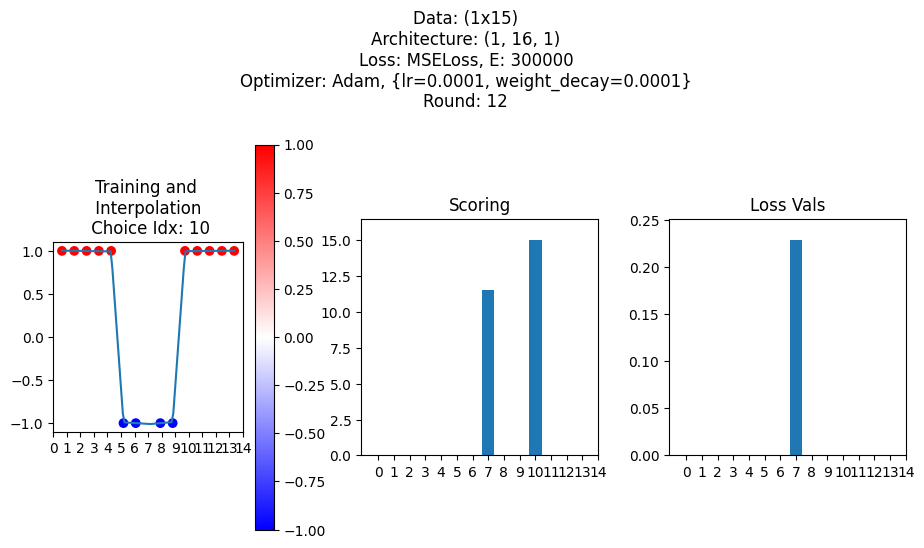 Data: (1x15)
Architecture: (1, 16, 1)
Loss: MSELoss, E: 300000
Optimizer: Adam, {lr=0.0001, weight_decay=0.0001}
Round: 12
Training and
Interpolation
Choice Idx: 10
1.0
0.5
0.0
−0.5
−1.0
0 1 2 3 4 5 6 7 8 9 10 11 12 13 14
1.00
0.75
0.50
0.25
0.00
−0.25
−0.50
−0.75
−1.00
Scoring
15.0
12.5
10.0
7.5
5.0
2.5
0.0
0 1 2 3 4 5 6 7 8 9 10 11 12 13 14
Loss Vals
0.25
0.20
0.15
0.10
0.05
0.00
0 1 2 3 4 5 6 7 8 9 10 11 12 13 14